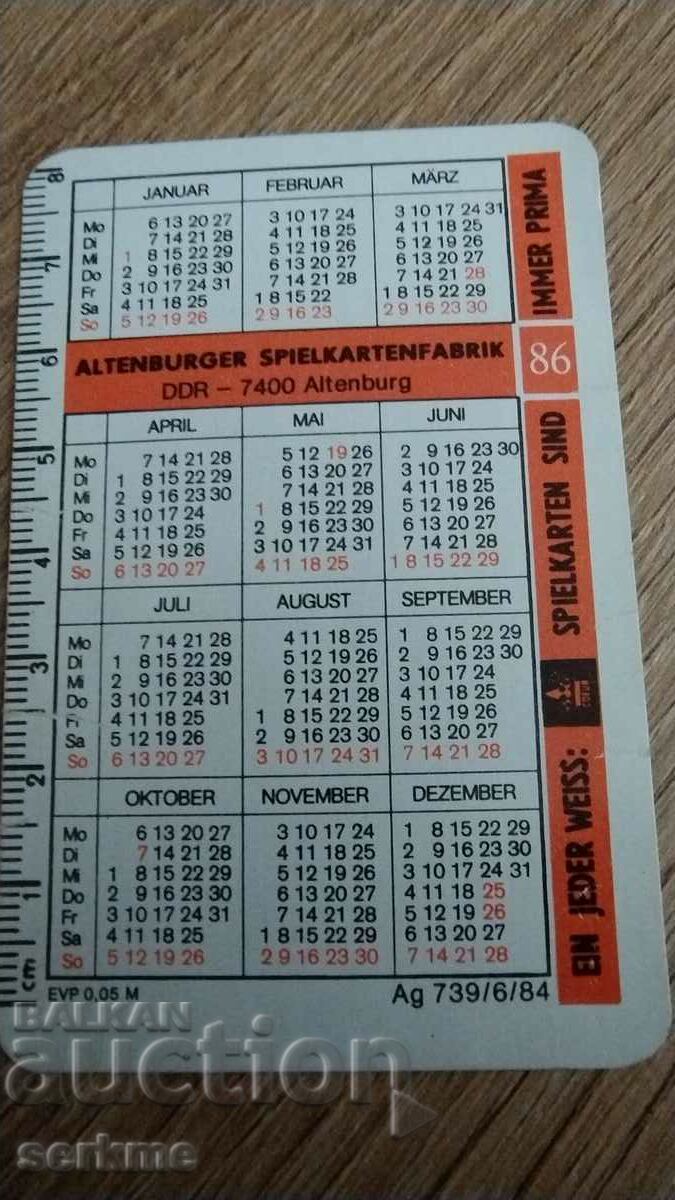 JANUAR FEBRUAR MÄRZ
Mo 6 13 20 27 3 10 17 24 3 10 17 24 31
Di 7 14 21 28 4 11 18 25 4 11 18 25
Mi 1 8 15 22 29 5 12 19 26 5 12 19 26
Do 2 9 16 23 30 6 13 20 27 6 13 20 27
Fr 3 10 17 24 31 7 14 21 28 7 14 21 28
Sa 4 11 18 25 1 8 15 22 1 8 15 22 29
So 5 12 19 26 2 9 16 23 2 9 16 23 30
ALTENBURGER SPIELKARTENFABRIK
DDR – 7400 Altenburg
86
APRIL MAI JUNI
Mo 7 14 21 28 5 12 19 26 2 9 16 23 30
Di 1 8 15 22 29 6 13 20 27 3 10 17 24
Mi 2 9 16 23 30 7 14 21 28 4 11 18 25
Do 3 10 17 24 1 8 15 22 29 5 12 19 26
Fr 4 11 18 25 2 9 16 23 30 6 13 20 27
Sa 5 12 19 26 3 10 17 24 31 7 14 21 28
So 6 13 20 27 4 11 18 25 1 8 15 22 29
JULI AUGUST SEPTEMBER
Mo 7 14 21 28 4 11 18 25 1 8 15 22 29
Di 1 8 15 22 29 5 12 19 26 2 9 16 23 30
Mi 2 9 16 23 30 6 13 20 27 3 10 17 24
Do 3 10 17 24 31 7 14 21 28 4 11 18 25
Fr 4 11 18 25 1 8 15 22 29 5 12 19 26
Sa 5 12 19 26 2 9 16 23 30 6 13 20 27
So 6 13 20 27 3 10 17 24 31 7 14 21 28
OKTOBER NOVEMBER DEZEMBER
Mo 6 13 20 27 3 10 17 24 1 8 15 22 29
Di 7 14 21 28 4 11 18 25 2 9 16 23 30
Mi 1 8 15 22 29 5 12 19 26 3 10 17 24 31
Do 2 9 16 23 30 6 13 20 27 4 11 18 25
Fr 3 10 17 24 31 7 14 21 28 5 12 19 26
Sa 4 11 18 25 1 8 15 22 29 6 13 20 27
So 5 12 19 26 2 9 16 23 30 7 14 21 28
EVP 0,05 M Ag 739/6/84
EIN JEDER WEISS: SPIELKARTEN SIND IMMER PRIMA
cm 1 2 3 4 5 6 7 8
BALKAN
auction
serkme